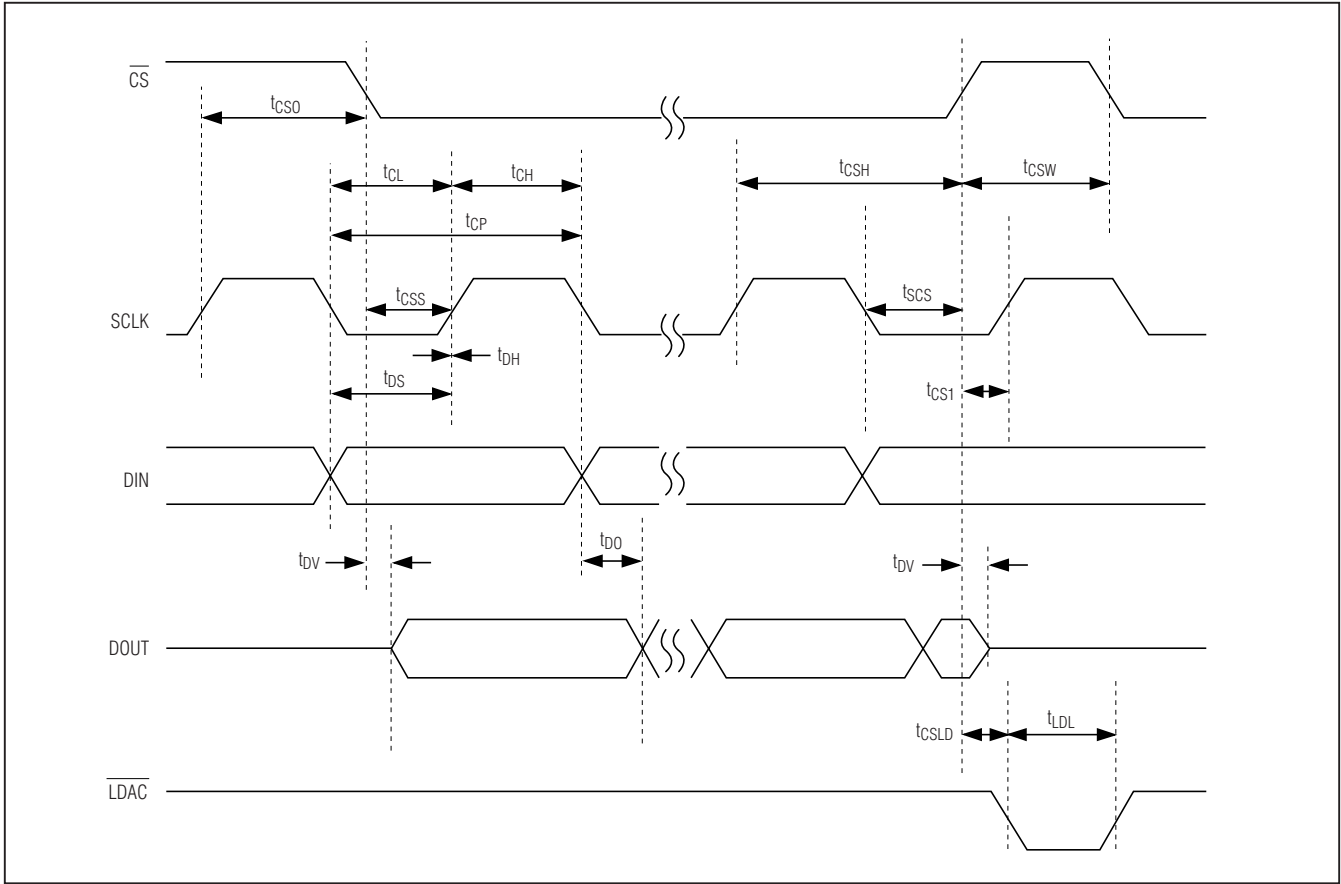 CS
tCSO
tCL
tCH
tCSH
tCSW
tCP
SCLK
tCSS
tSCS
tDH
tDS
tCS1
DIN
tDV
tDO
tDV
DOUT
tCSLD
tLDL
LDAC